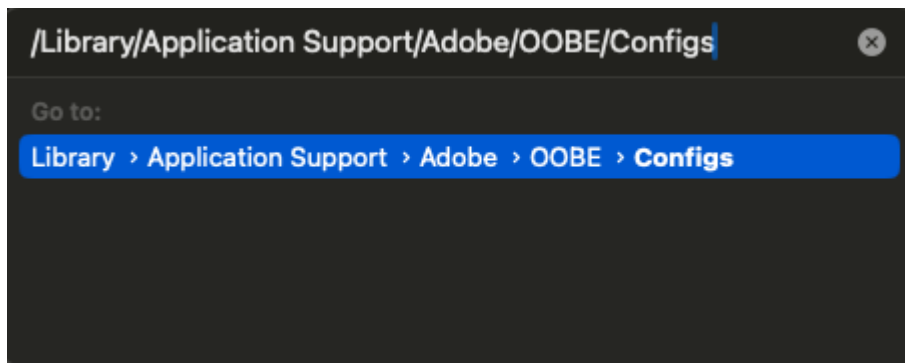 /Library/Application Support/Adobe/OOBE/Configs
Go to:
Library › Application Support › Adobe › OOBE › Configs